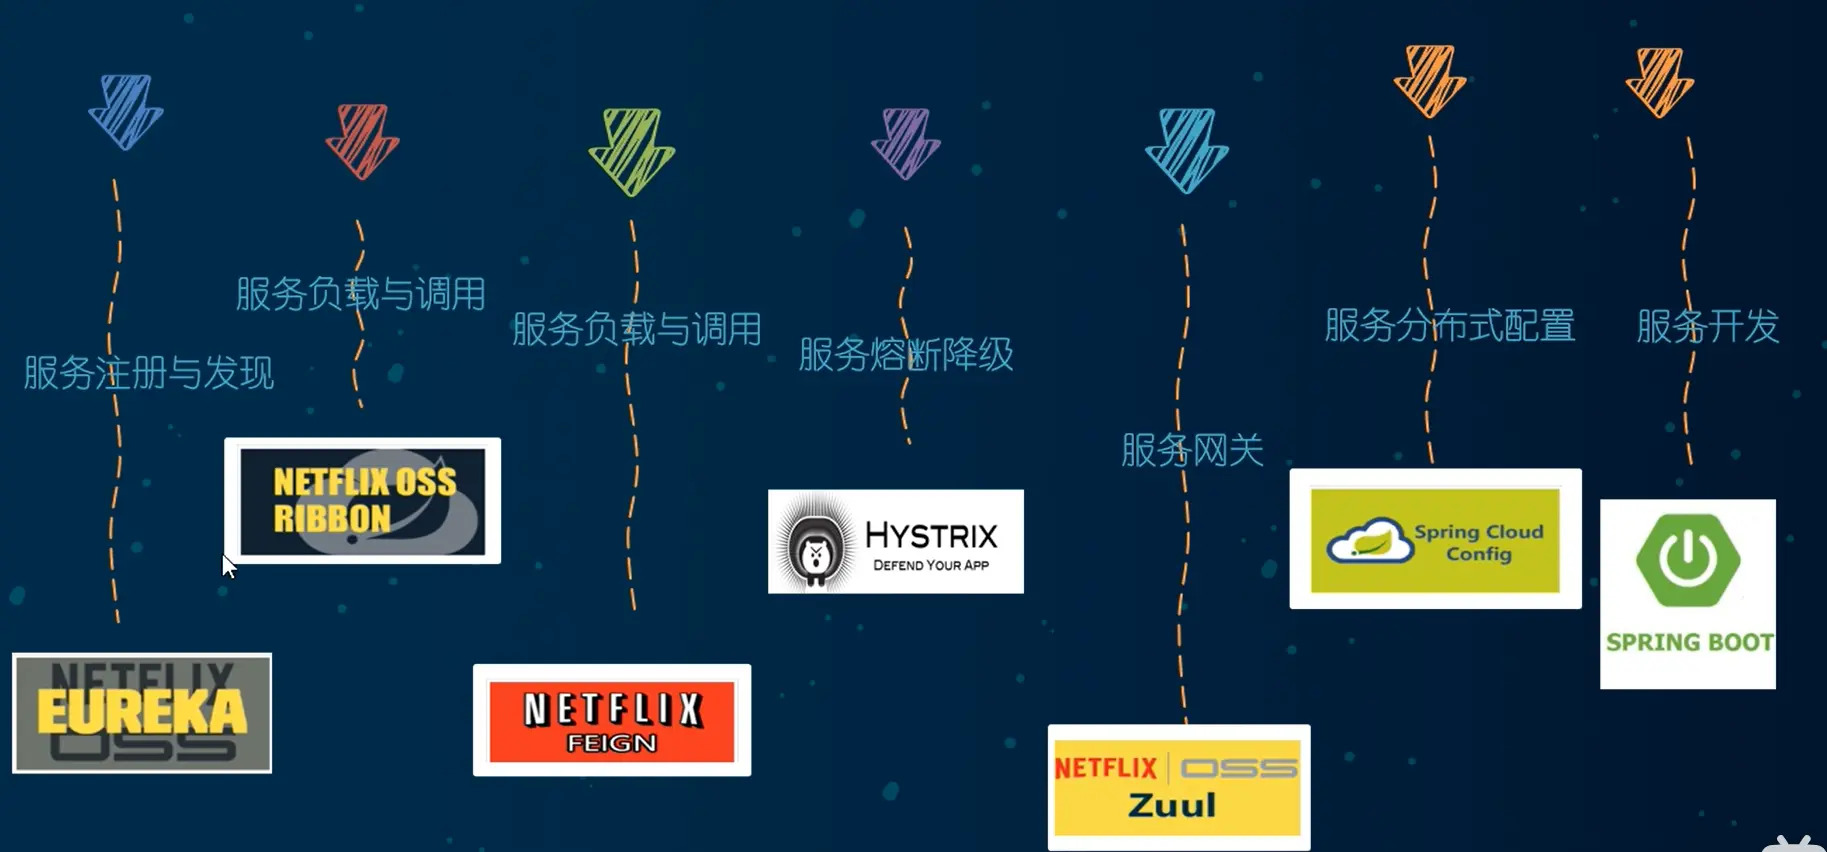 服务注册与发现
NETFLIX
EUREKA
OSS
服务负载与调用
NETFLIX OSS
RIBBON
服务负载与调用
NETFLIX
FEIGN
服务熔断降级
HYSTRIX
DEFEND YOUR APP
服务网关
NETFLIX | OSS
Zuul
服务分布式配置
Spring Cloud
Config
服务开发
SPRING BOOT